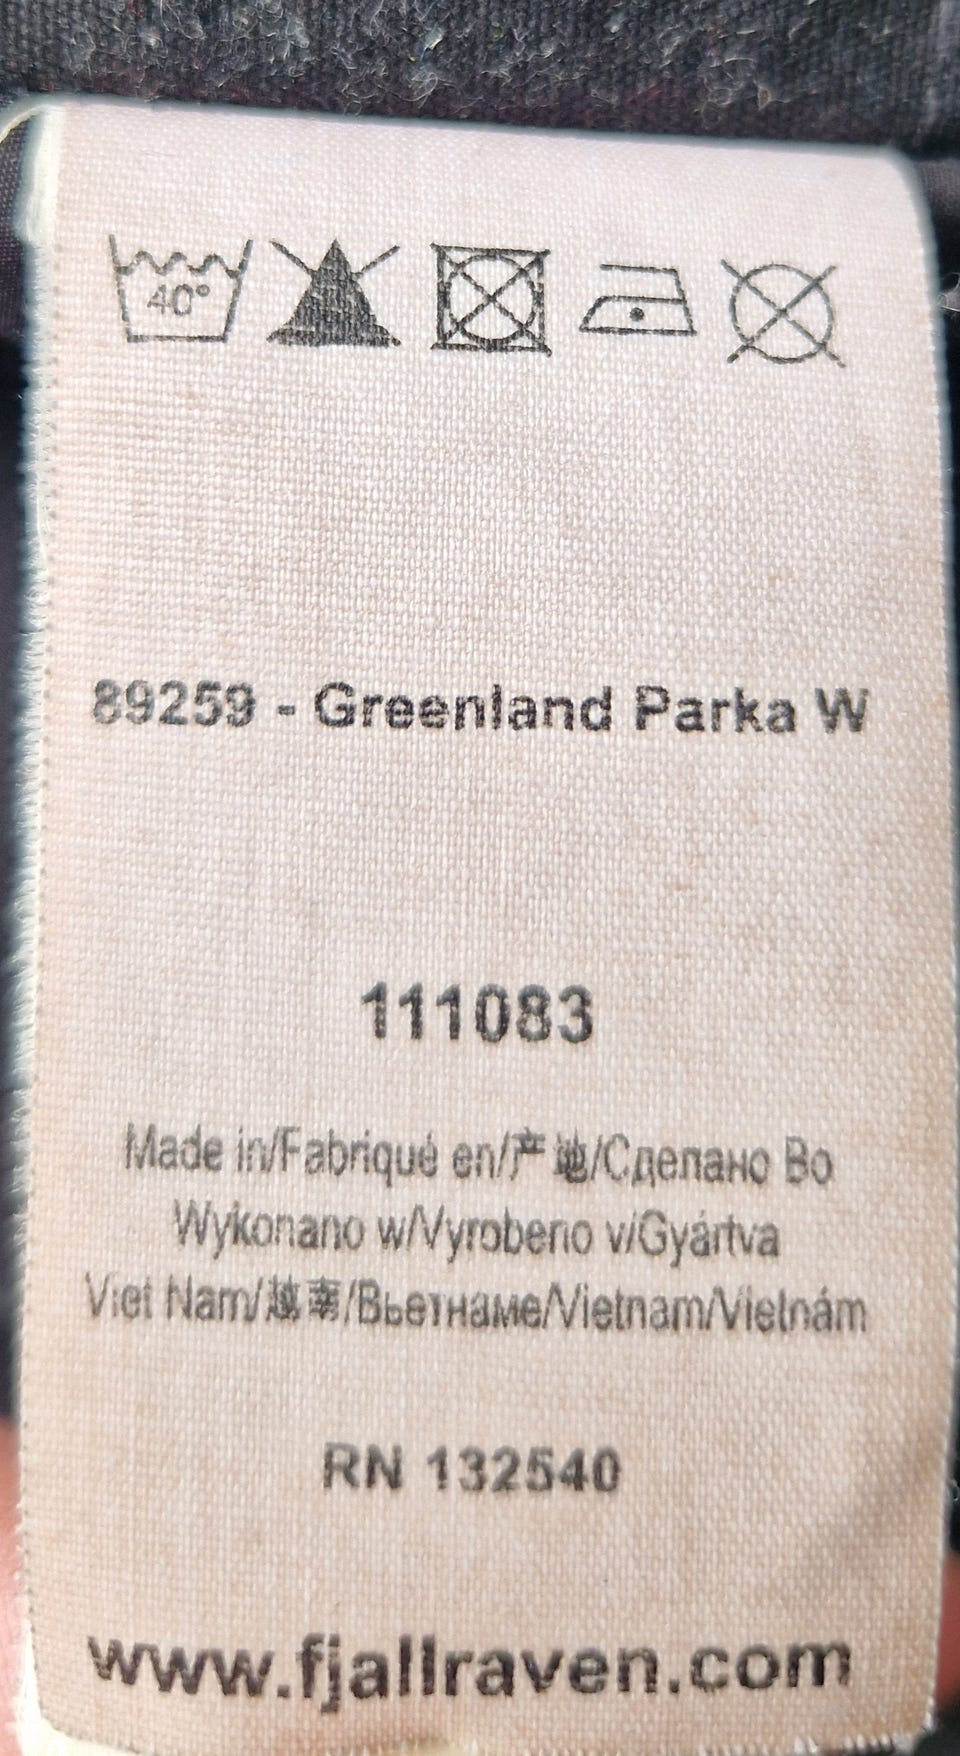 40°
89259 - Greenland Parka W
111083
Made in/Fabriqué en/产地/Сделано Во
Wykonano w/Vyrobeno v/Gyártva
Viet Nam/越南/Вьетнаме/Vietnam/Vietnám
RN 132540
www.fjallraven.com